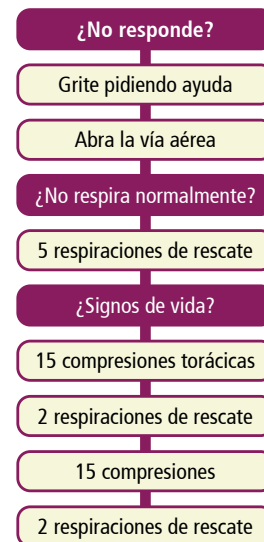 ¿No responde?
Grite pidiendo ayuda
Abra la vía aérea
¿No respira normalmente?
5 respiraciones de rescate
¿Signos de vida?
15 compresiones torácicas
2 respiraciones de rescate
15 compresiones
2 respiraciones de rescate